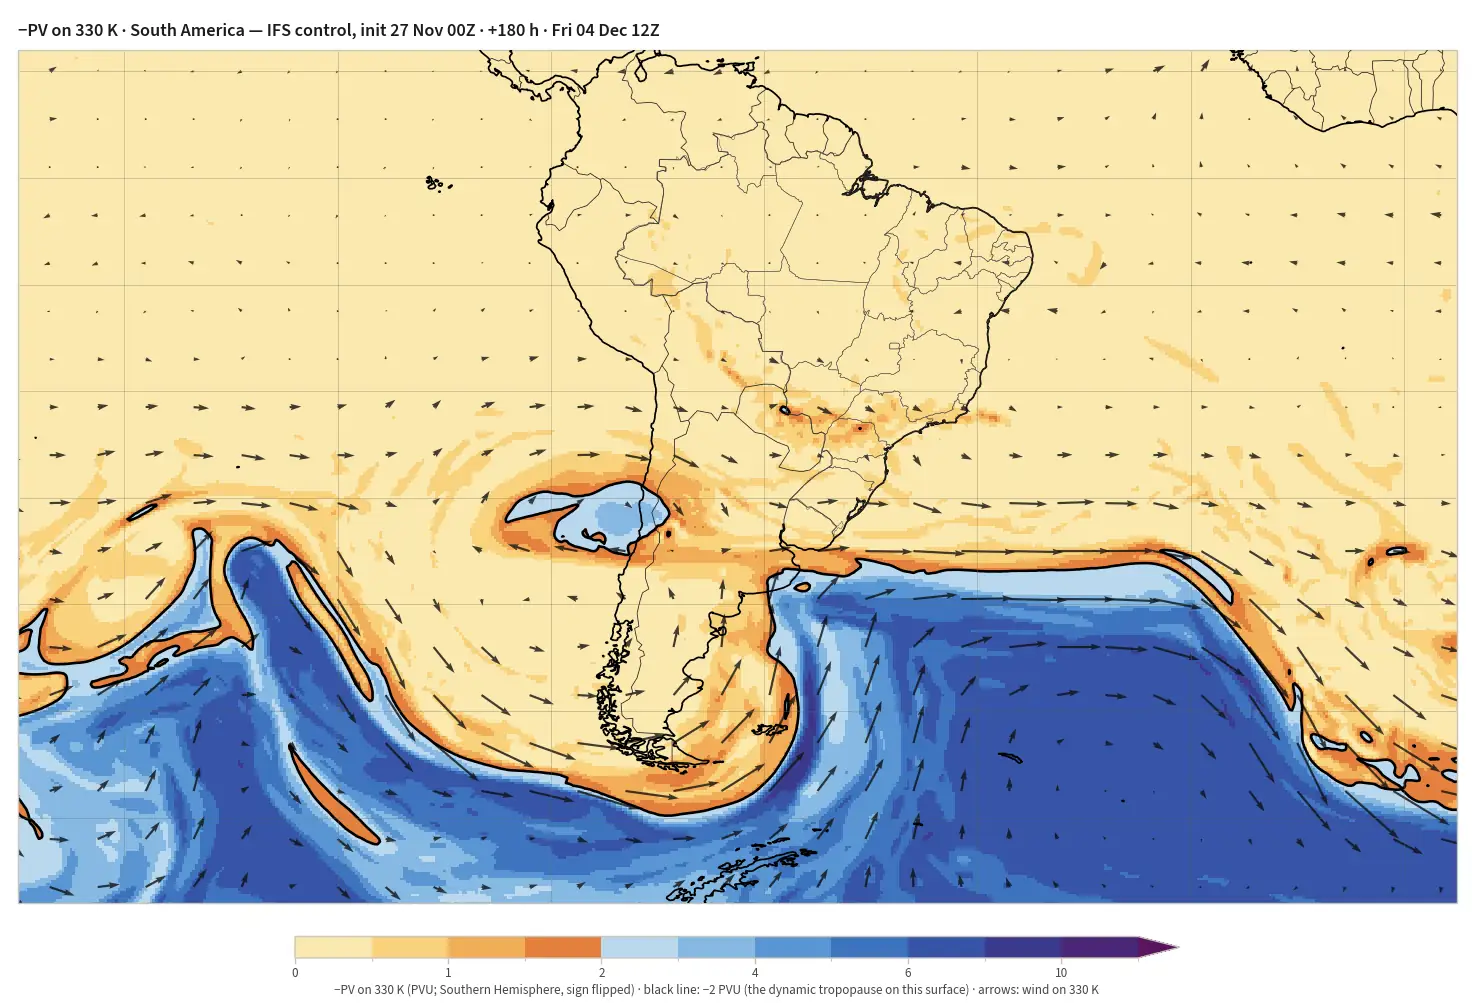 −PV on 330 K · South America — IFS control, init 27 Nov 00Z · +180 h · Fri 04 Dec 12Z
0 1 2 4 6 10
−PV on 330 K (PVU; Southern Hemisphere, sign flipped) · black line: −2 PVU (the dynamic tropopause on this surface) · arrows: wind on 330 K